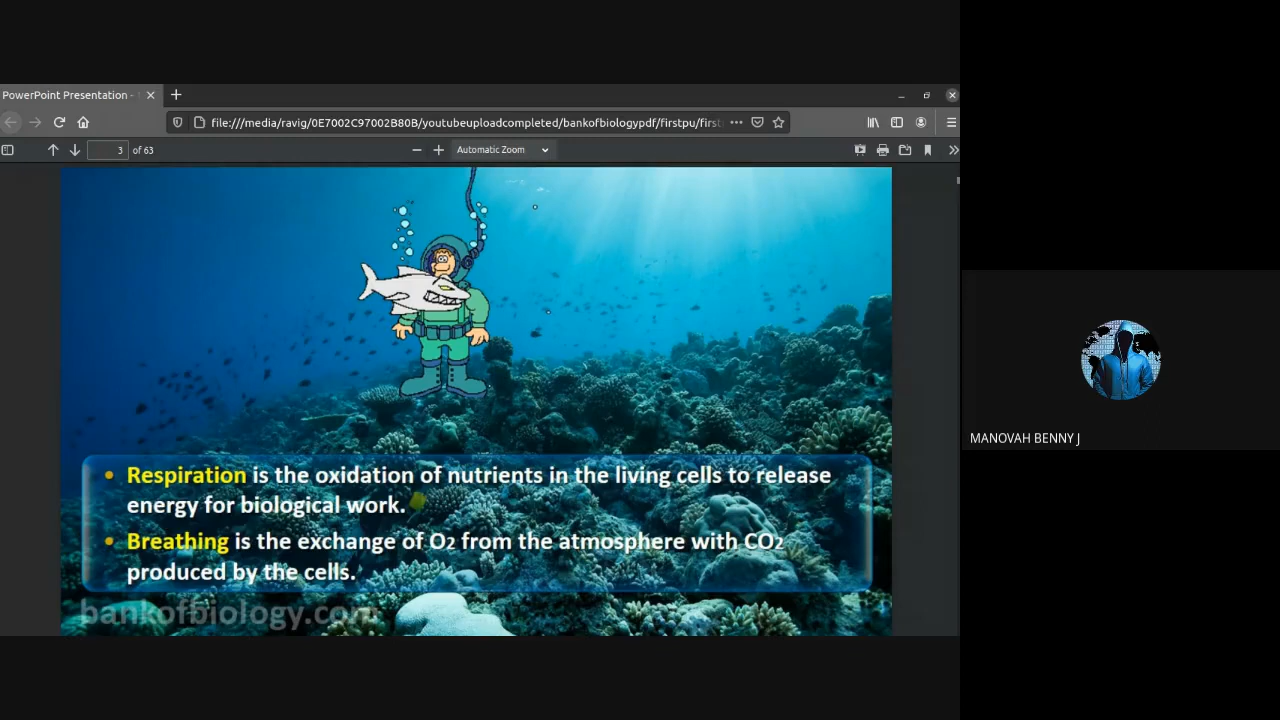 PowerPoint Presentation -
file:///media/ravig/0E7002C97002B80B/youtubeuploadcompleted/bankofbiologypdf/firstpu/first
3 of 63
Automatic Zoom
• Respiration is the oxidation of nutrients in the living cells to release
energy for biological work.
• Breathing is the exchange of O2 from the atmosphere with CO2
produced by the cells.
bankofbiology.com
MANOVAH BENNY J